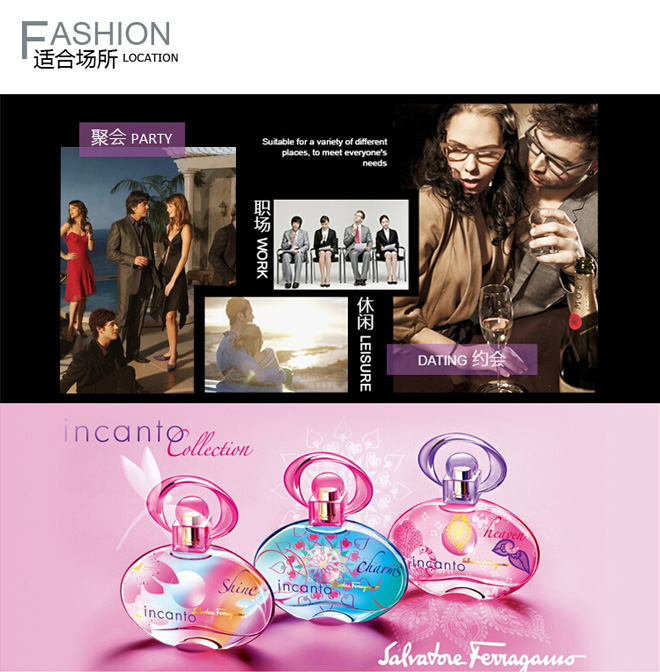 FASHION
适合场所 LOCATION
聚会 PARTY
Suitable for a variety of different
places, to meet everyone's
needs
职场 WORK
休闲 LEISURE
DATING 约会
incanto
Collection
Shine
incanto
Charms
incanto
heaven
incanto
Salvatore Ferragamo